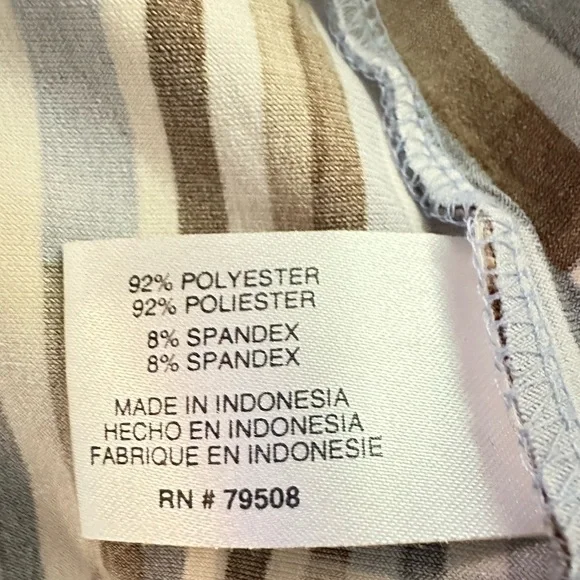 92% POLYESTER
92% POLIESTER
8% SPANDEX
8% SPANDEX
MADE IN INDONESIA
HECHO EN INDONESIA
FABRIQUE EN INDONESIE
RN # 79508